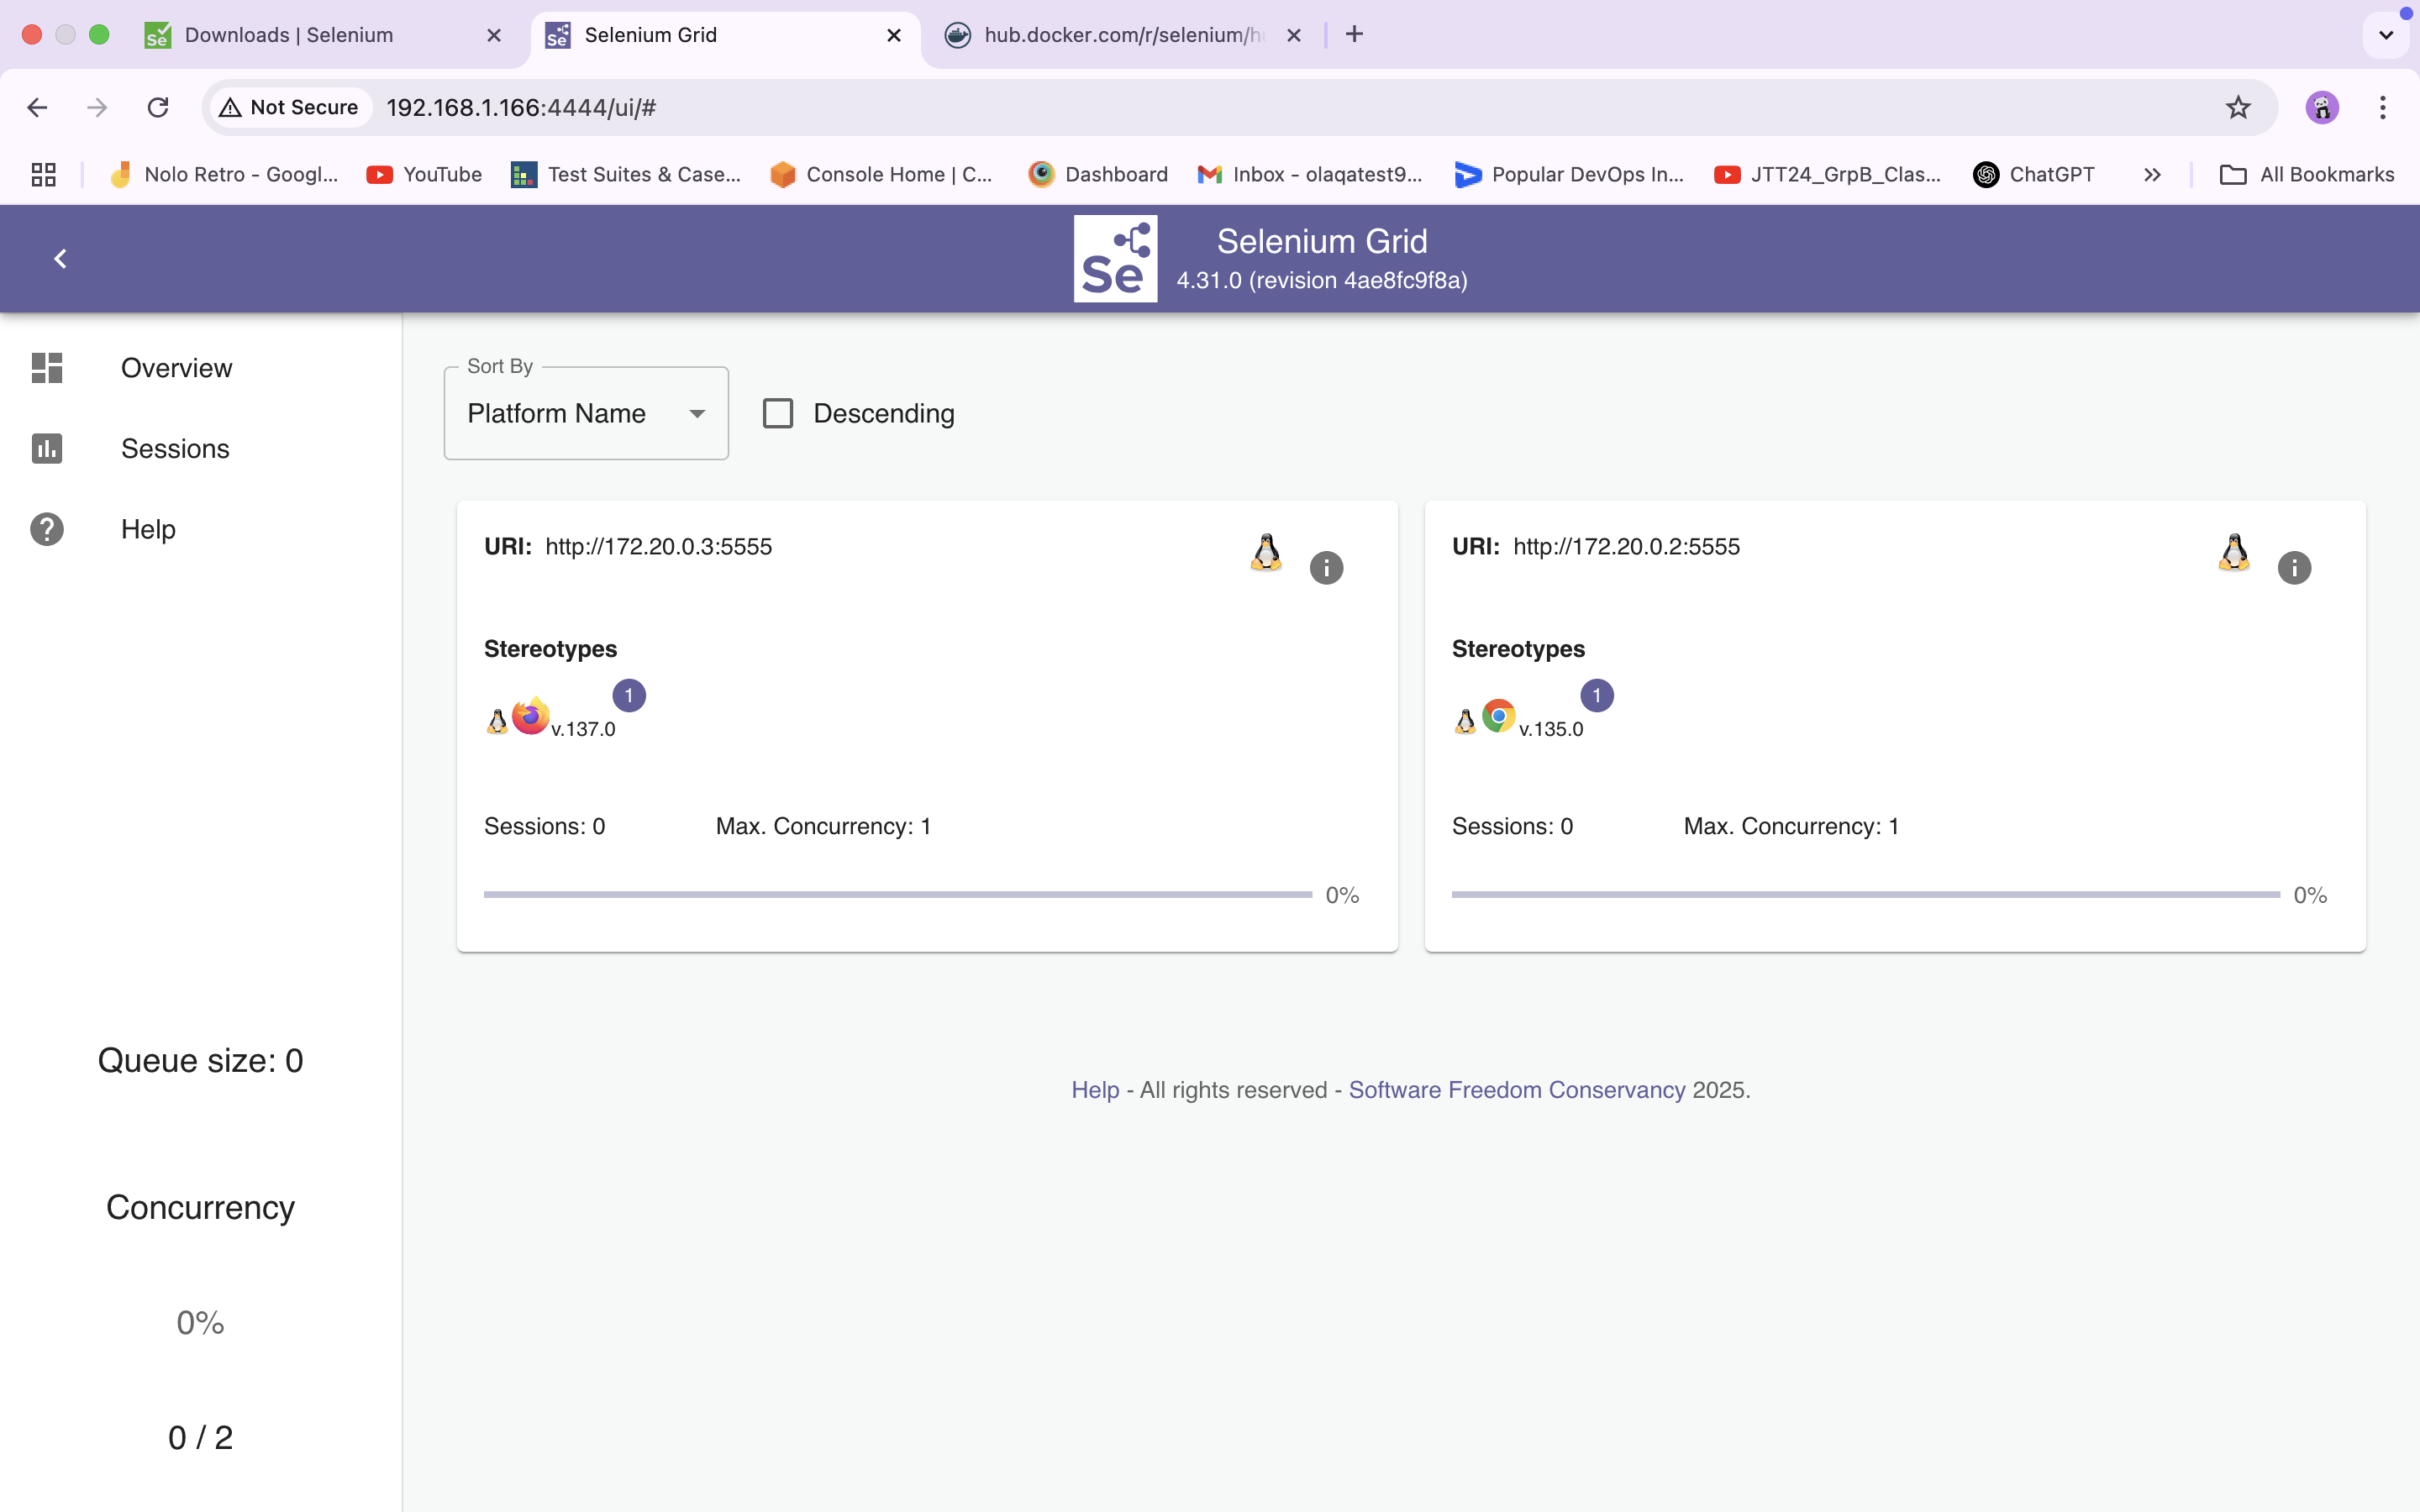 Downloads | Selenium
Selenium Grid
hub.docker.com/r/selenium/h
Not Secure
192.168.1.166:4444/ui/#
Nolo Retro - Googl...
YouTube
Test Suites & Case...
Console Home | C...
Dashboard
Inbox - olaqatest9...
Popular DevOps In...
JTT24_GrpB_Clas...
ChatGPT
All Bookmarks
Se
Selenium Grid
4.31.0 (revision 4ae8fc9f8a)
Overview
Sessions
Help
Sort By
Platform Name
Descending
URI: http://172.20.0.3:5555
Stereotypes
1
v.137.0
Sessions: 0
Max. Concurrency: 1
0%
URI: http://172.20.0.2:5555
Stereotypes
1
v.135.0
Sessions: 0
Max. Concurrency: 1
0%
Queue size: 0
Concurrency
0%
0 / 2
Help - All rights reserved - Software Freedom Conservancy 2025.